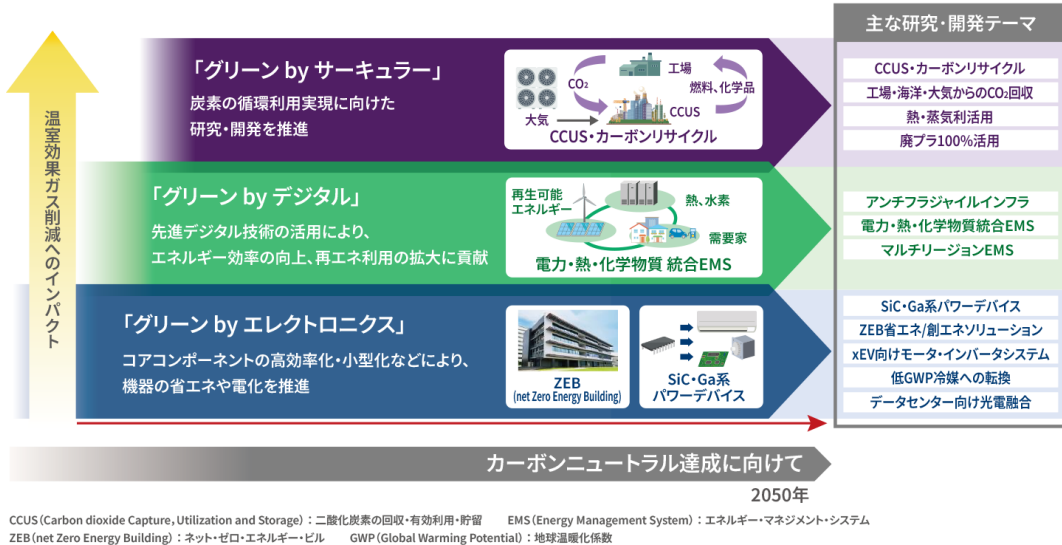 主な研究・開発テーマ
温室効果ガス削減へのインパクト
「グリーン by サーキュラー」
炭素の循環利用実現に向けた
研究・開発を推進
CO₂
工場
燃料、化学品
大気
CCUS
CCUS・カーボンリサイクル
CCUS・カーボンリサイクル
工場・海洋・大気からのCO₂回収
熱・蒸気利活用
廃プラ100%活用
「グリーン by デジタル」
先進デジタル技術の活用により、
エネルギー効率の向上、再エネ利用の拡大に貢献
再生可能
エネルギー
熱、水素
需要家
電力・熱・化学物質 統合EMS
アンチフラジャイルインフラ
電力・熱・化学物質統合EMS
マルチリージョンEMS
「グリーン by エレクトロニクス」
コアコンポーネントの高効率化・小型化などにより、
機器の省エネや電化を推進
ZEB
(net Zero Energy Building)
SiC・Ga系
パワーデバイス
SiC・Ga系パワーデバイス
ZEB省エネ/創エネソリューション
xEV向けモータ・インバータシステム
低GWP冷媒への転換
データセンター向け光電融合
カーボンニュートラル達成に向けて
2050年
CCUS(Carbon dioxide Capture, Utilization and Storage):二酸化炭素の回収・有効利用・貯留 EMS(Energy Management System):エネルギー・マネジメント・システム
ZEB(net Zero Energy Building):ネット・ゼロ・エネルギー・ビル GWP(Global Warming Potential):地球温暖化係数